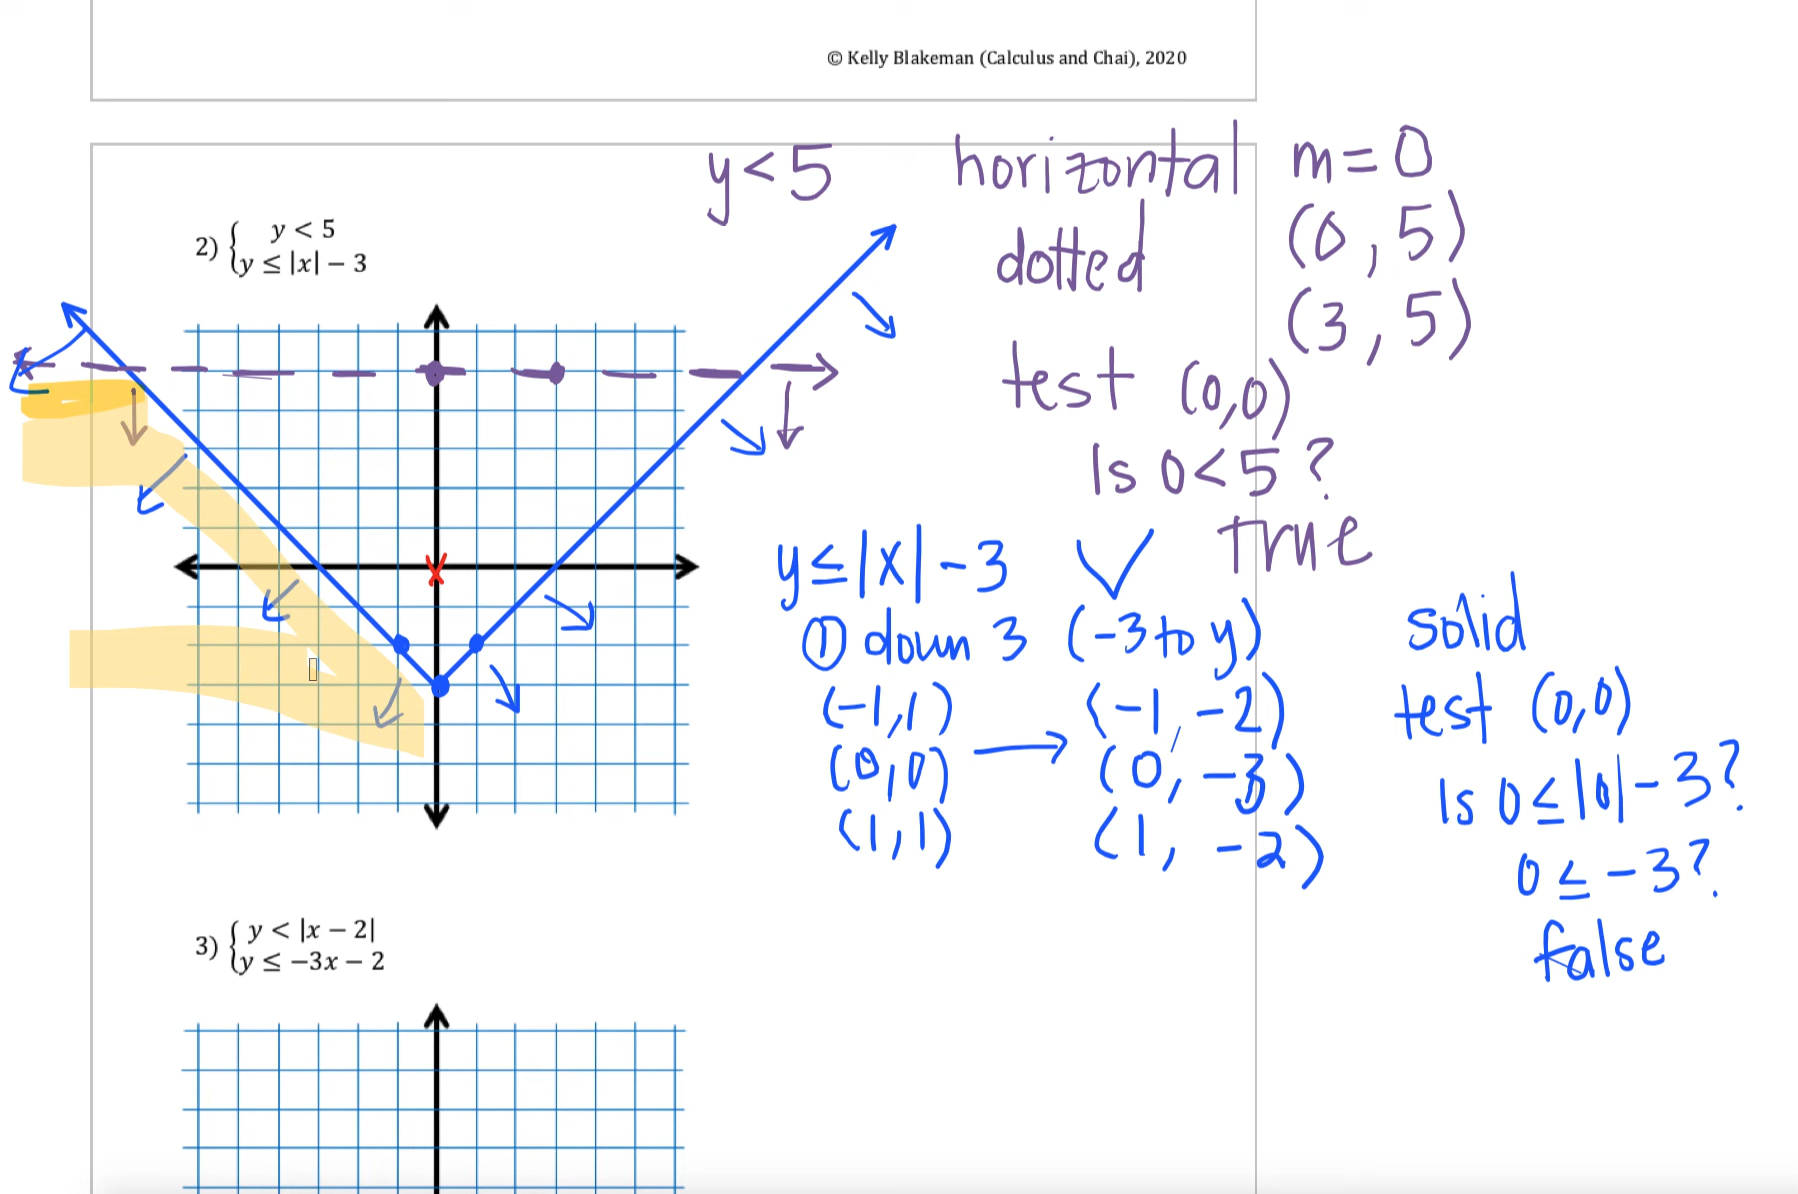 © Kelly Blakeman (Calculus and Chai), 2020
y<5 horizontal m=0
dotted (0,5)
(3,5)
2) { y < 5
y ≤ |x| − 3
test (0,0)
Is 0<5?
true
y≤|x|-3 ✓
① down 3 (-3 to y)
(-1,1) (-1,-2)
(0,0) → (0,-3)
(1,1) (1,-2)
solid
test (0,0)
Is 0≤|0|-3?
0≤-3?
false
3) { y < |x − 2|
y ≤ −3x − 2